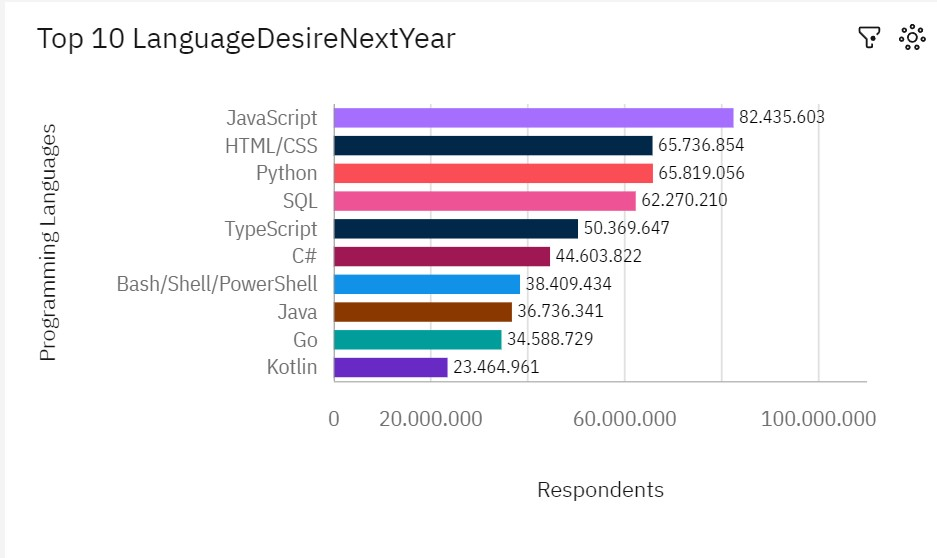 Top 10 LanguageDesireNextYear
Programming Languages
JavaScript 82.435.603
HTML/CSS 65.736.854
Python 65.819.056
SQL 62.270.210
TypeScript 50.369.647
C# 44.603.822
Bash/Shell/PowerShell 38.409.434
Java 36.736.341
Go 34.588.729
Kotlin 23.464.961
0 20.000.000 60.000.000 100.000.000
Respondents